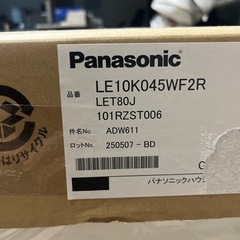 Panasonic
品番 LE10K045WF2R
LET80J
101RZST006
件名No. ADW611
ロットNo. 250507-BD
パナソニックハウ
はリサイクル